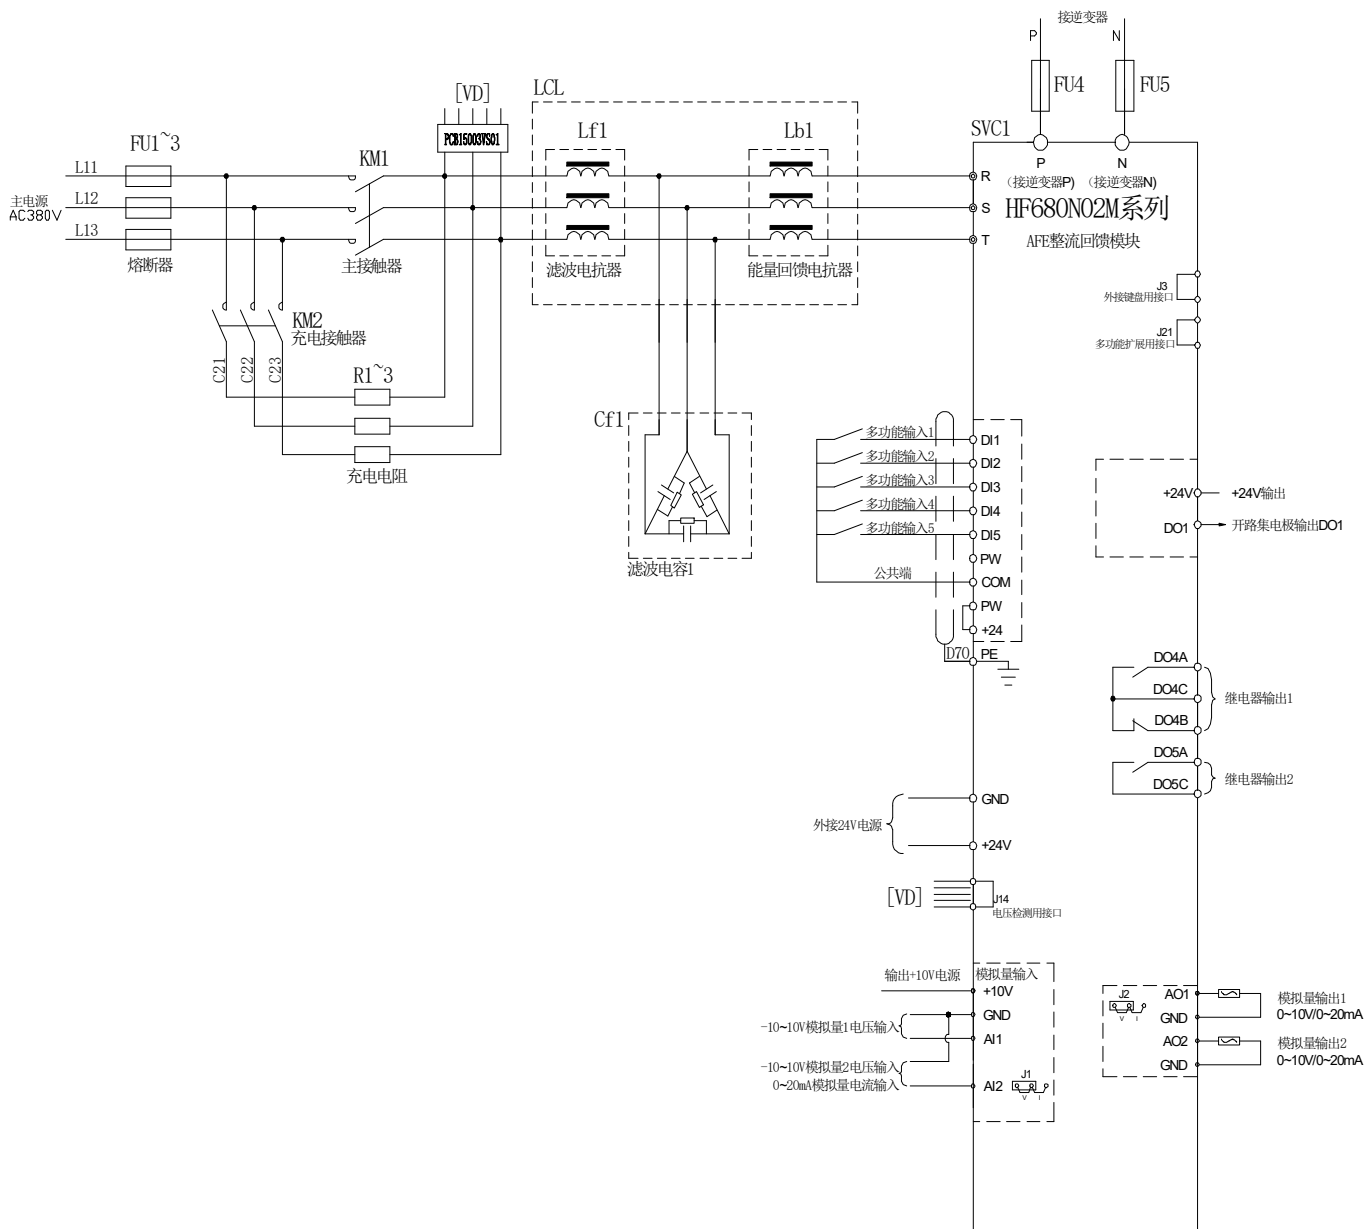 接逆变器
P
N
FU4
FU5
[VD]
LCL
PCB15003VS01
FU1~3
KM1
Lf1
Lb1
SVC1
P
N
(接逆变器P)
(接逆变器N)
HF680N02M系列
AFE整流回馈模块
主电源
AC380V
L11
L12
L13
R
S
T
熔断器
主接触器
滤波电抗器
能量回馈电抗器
J3
外接键盘用接口
J21
多功能扩展用接口
KM2
充电接触器
C21
C22
C23
R1~3
充电电阻
Cf1
滤波电容1
多功能输入1
DI1
多功能输入2
DI2
多功能输入3
DI3
多功能输入4
DI4
多功能输入5
DI5
PW
公共端
COM
PW
+24
D70
PE
+24V
+24V输出
DO1
开路集电极输出DO1
DO4A
DO4C
DO4B
继电器输出1
DO5A
DO5C
继电器输出2
外接24V电源
GND
+24V
[VD]
J14
电压检测用接口
输出+10V电源
模拟量输入
+10V
GND
-10~10V模拟量1电压输入
AI1
-10~10V模拟量2电压输入
0~20mA模拟量电流输入
AI2
J1
V
I
J2
V
I
AO1
GND
AO2
GND
模拟量输出1
0~10V/0~20mA
模拟量输出2
0~10V/0~20mA